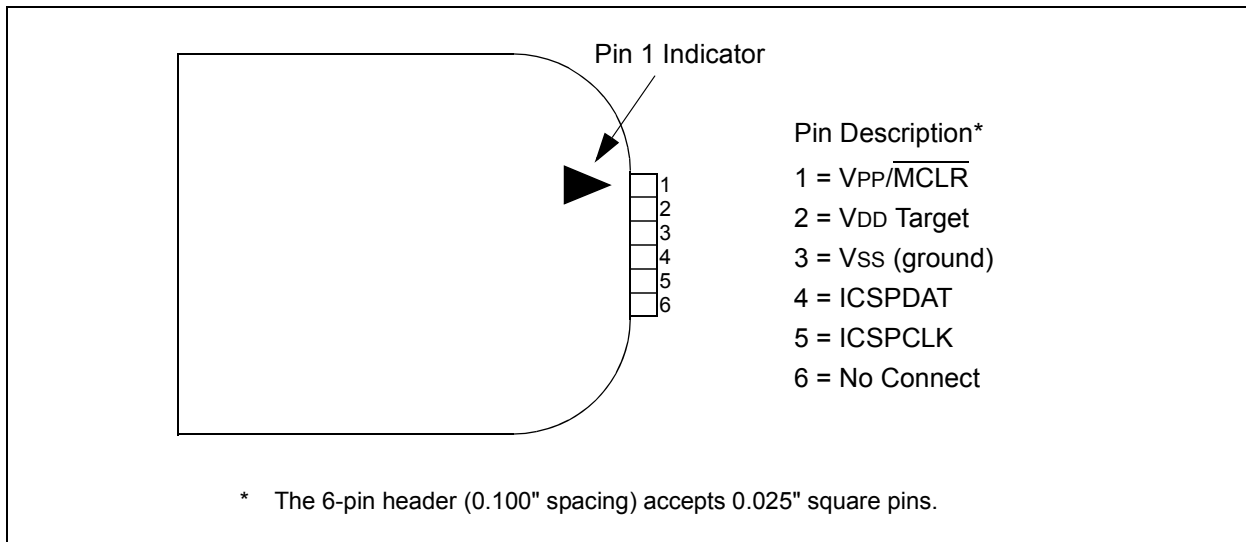 Pin 1 Indicator
Pin Description*
1 = VPP/M̅C̅L̅R̅
2 = VDD Target
3 = VSS (ground)
4 = ICSPDAT
5 = ICSPCLK
6 = No Connect
1
2
3
4
5
6
* The 6-pin header (0.100" spacing) accepts 0.025" square pins.